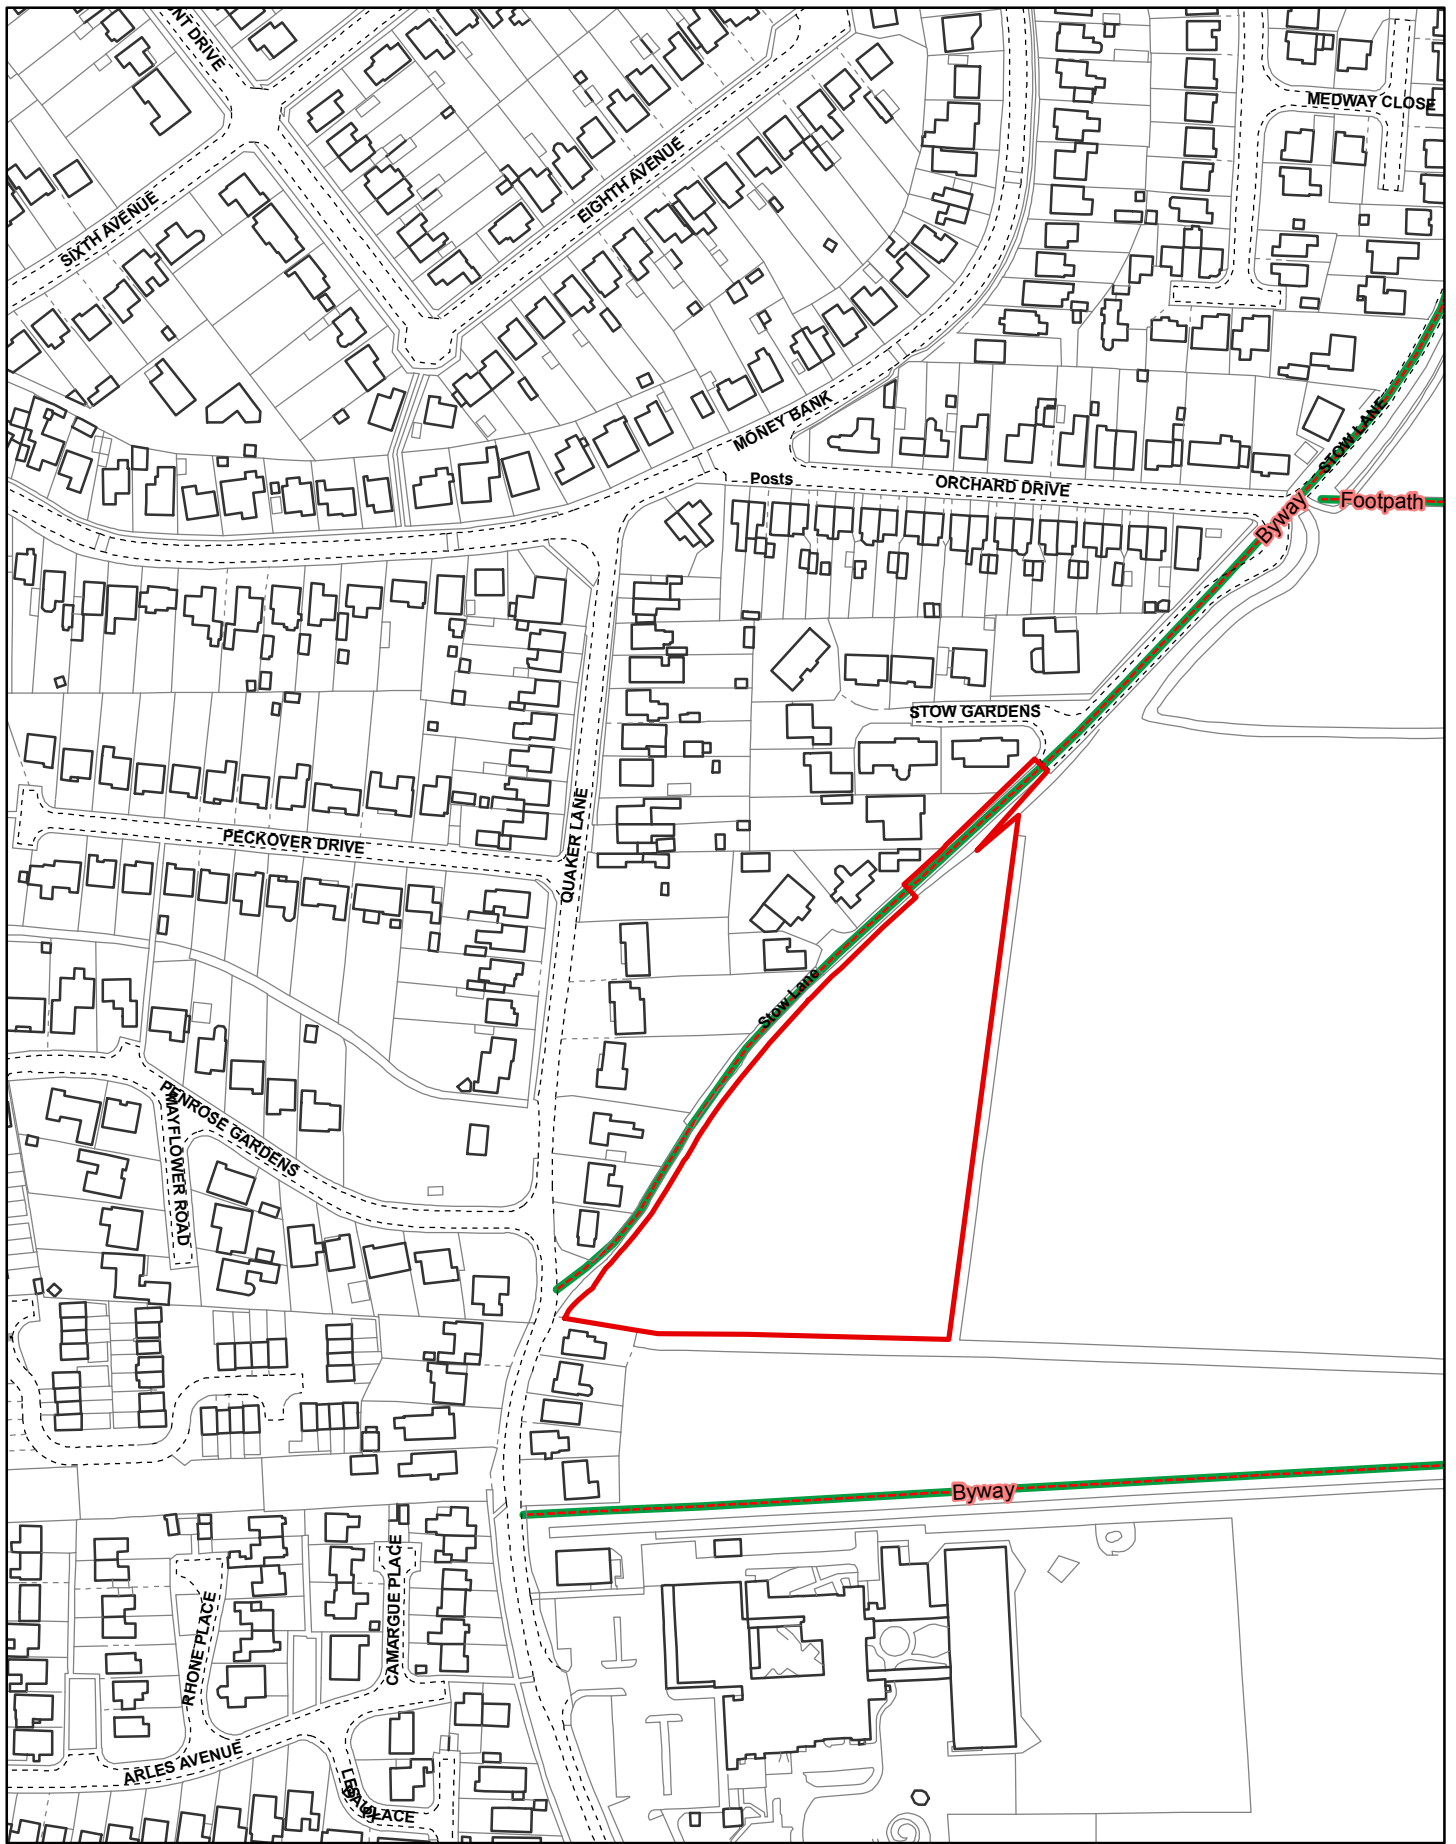 NT DRIVE
MEDWAY CLOSE
EIGHTH AVENUE
SIXTH AVENUE
MONEY BANK
STOW LANE
Posts
ORCHARD DRIVE
Footpath
Byway
STOW GARDENS
PECKOVER DRIVE
QUAKER LANE
Stow Lane
PENROSE GARDENS
MAYFLOWER ROAD
Byway
CAMARGUE PLACE
RHONE PLACE
ARLES AVENUE
PLACE